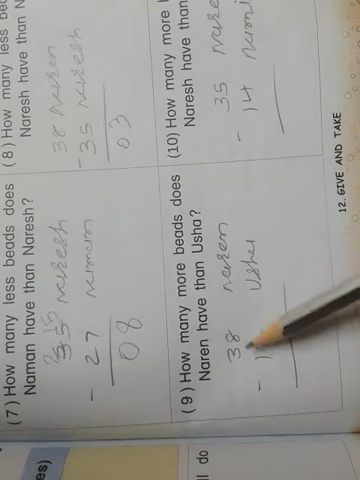 (7) How many less beads does
Naman have than Naresh?
35 Naresh
- 27 naman
08
(8) How many less bea
Naresh have than N
38 Naren
- 35 Naresh
03
(9) How many more beads does
Naren have than Usha?
38 naren
- 1 Usha
(10) How many more
Naresh have than
35 nare
- 14 nami
12. GIVE AND TAKE
es)
ll do